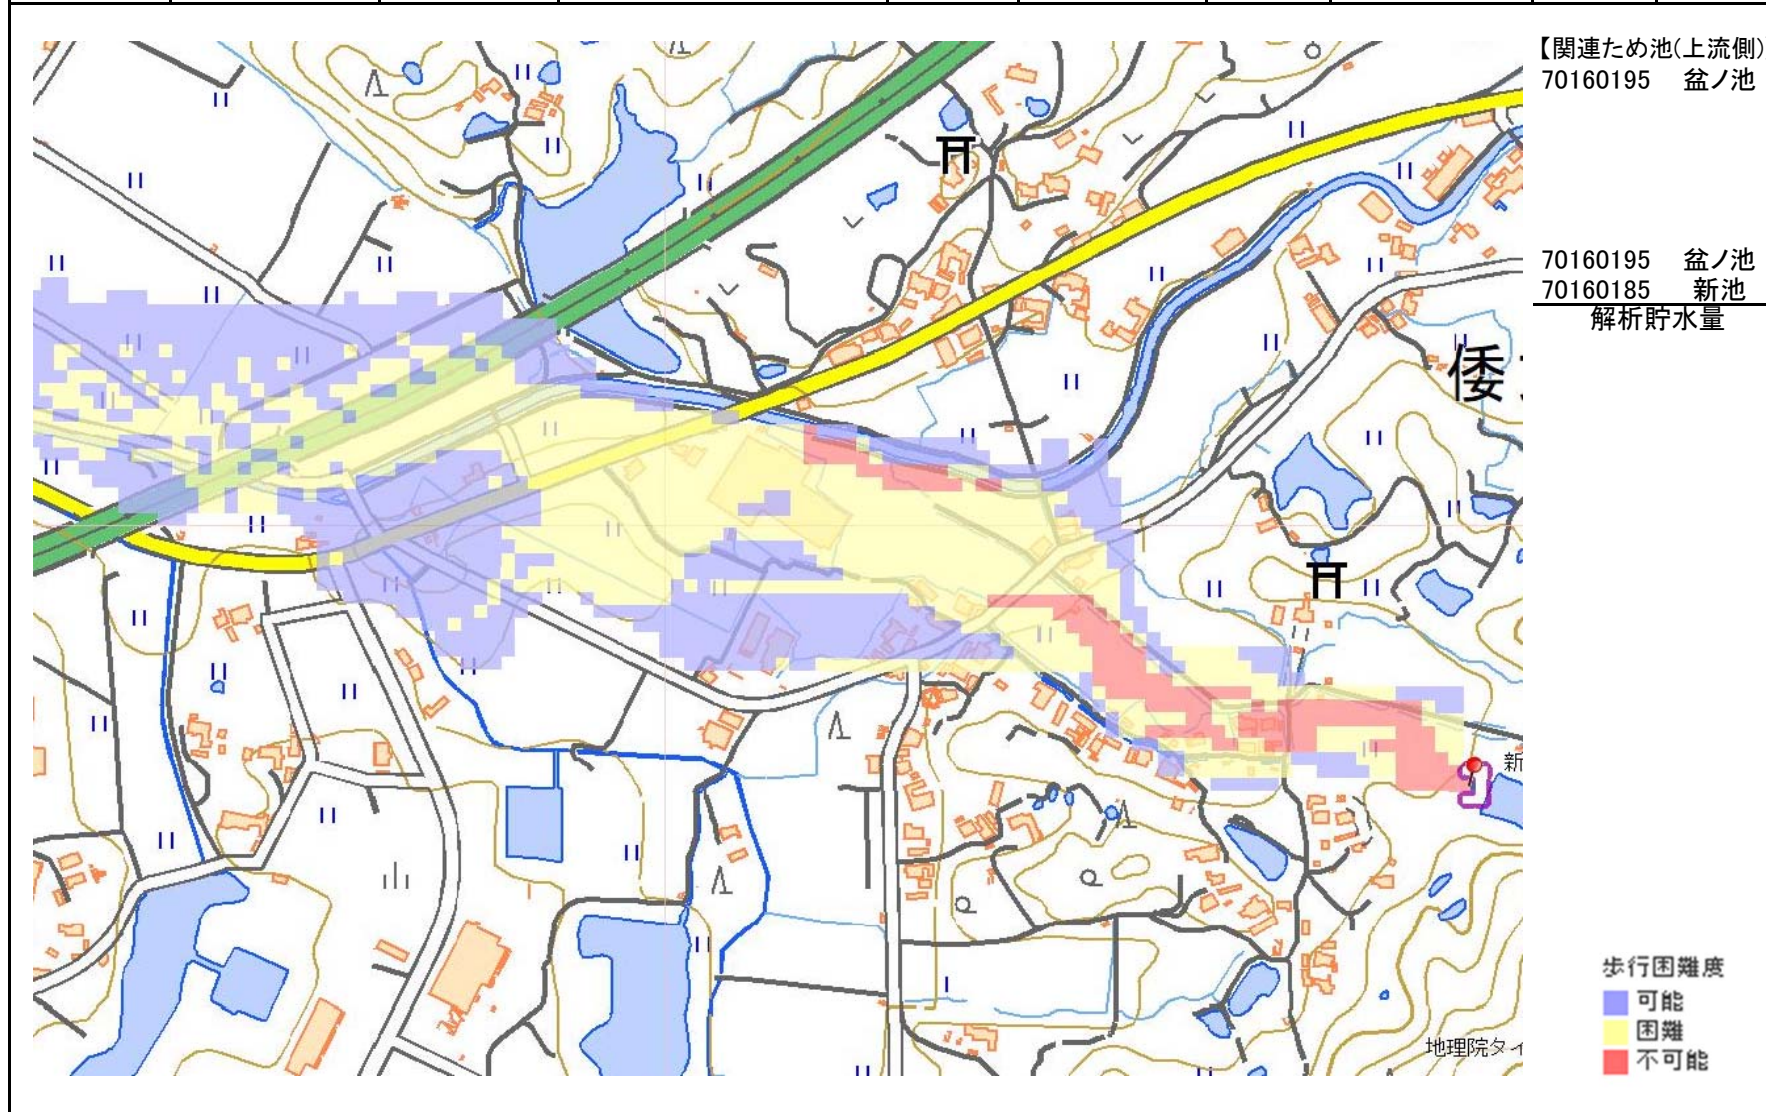 【関連ため池(上流側)
70160195 盆ノ池
70160195 盆ノ池
70160185 新池
解析貯水量
倭
新
地理院タイ
歩行困難度
可能
困難
不可能